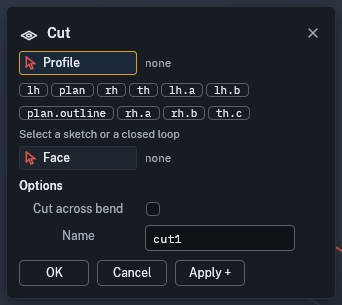 Cut
Profile none
lh plan rh th lh.a lh.b
plan.outline rh.a rh.b th.c
Select a sketch or a closed loop
Face none
Options
Cut across bend
Name cut1
OK Cancel Apply +